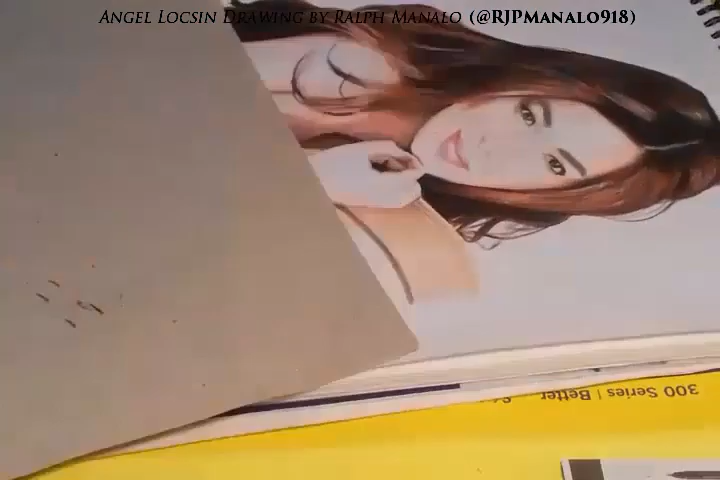 Angel Locsin Drawing by Ralph Manalo (@RJPManalo918)
300 Series | Better